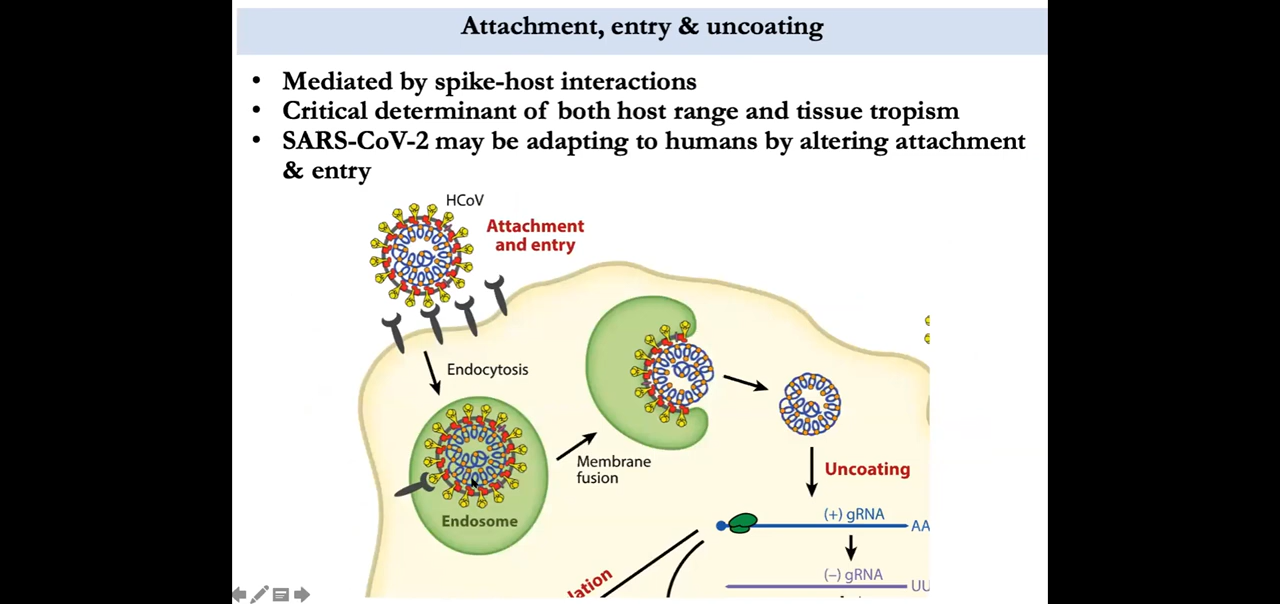 Attachment, entry & uncoating
• Mediated by spike-host interactions
• Critical determinant of both host range and tissue tropism
• SARS-CoV-2 may be adapting to humans by altering attachment
& entry
HCoV
Attachment
and entry
Endocytosis
Membrane
fusion
Endosome
Uncoating
(+) gRNA
AA
(−) gRNA
UU
lation